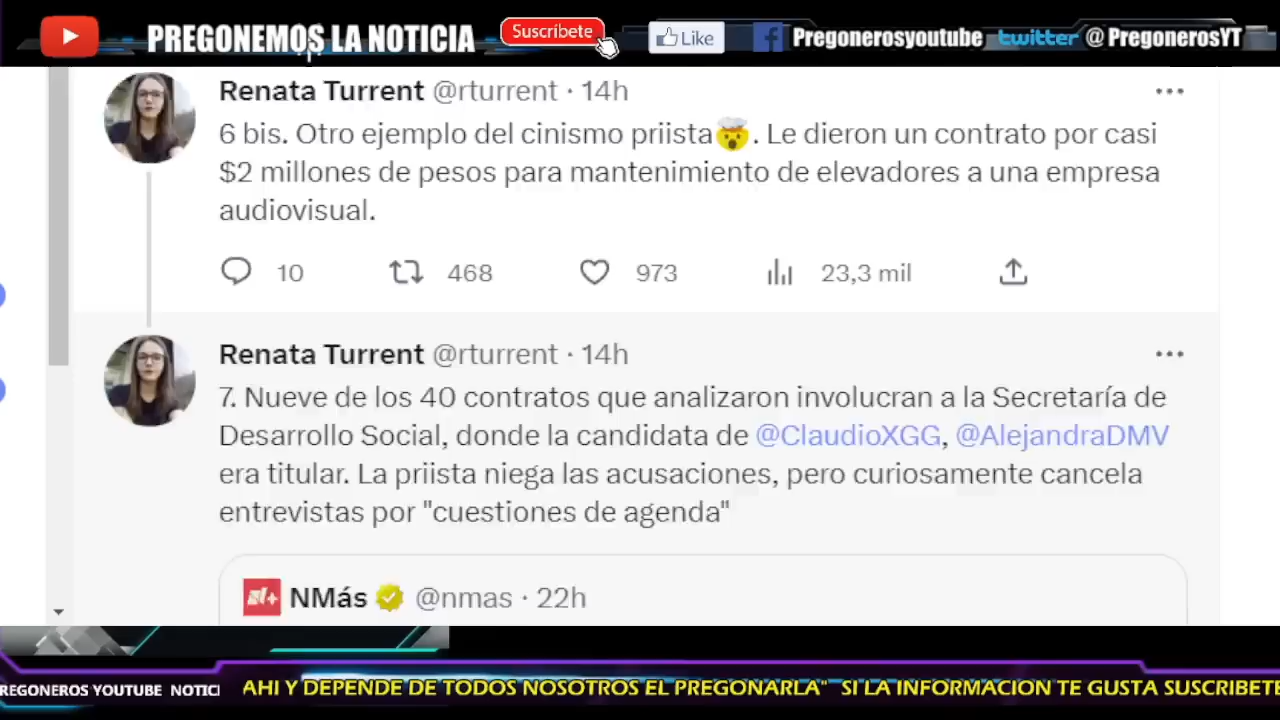 PREGONEMOS LA NOTICIA Suscríbete Like Pregonerosyoutube twitter @PregonerosYT
Renata Turrent @rturrent · 14h
6 bis. Otro ejemplo del cinismo priista🤯. Le dieron un contrato por casi
$2 millones de pesos para mantenimiento de elevadores a una empresa
audiovisual.
10 468 973 23,3 mil
Renata Turrent @rturrent · 14h
7. Nueve de los 40 contratos que analizaron involucran a la Secretaría de
Desarrollo Social, donde la candidata de @ClaudioXGG, @AlejandraDMV
era titular. La priista niega las acusaciones, pero curiosamente cancela
entrevistas por "cuestiones de agenda"
NMás @nmas · 22h
REGONEROS YOUTUBE NOTICI AHI Y DEPENDE DE TODOS NOSOTROS EL PREGONARLA" SI LA INFORMACION TE GUSTA SUSCRIBETE